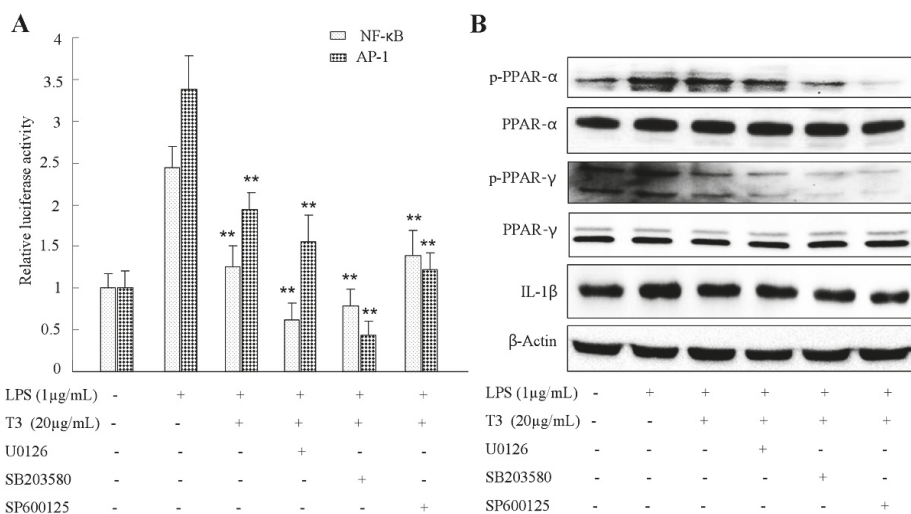 A
NF-κB
AP-1
Relative luciferase activity
4
3.5
3
2.5
2
1.5
1
0.5
0
** ** ** ** ** ** ** **
LPS (1μg/mL) - + + + + +
T3 (20μg/mL) - - + + + +
U0126 - - - + - -
SB203580 - - - - + -
SP600125 - - - - - +
B
p-PPAR-α
PPAR-α
p-PPAR-γ
PPAR-γ
IL-1β
β-Actin
LPS (1μg/mL) - + + + + +
T3 (20μg/mL) - - + + + +
U0126 - - - + - -
SB203580 - - - - + -
SP600125 - - - - - +